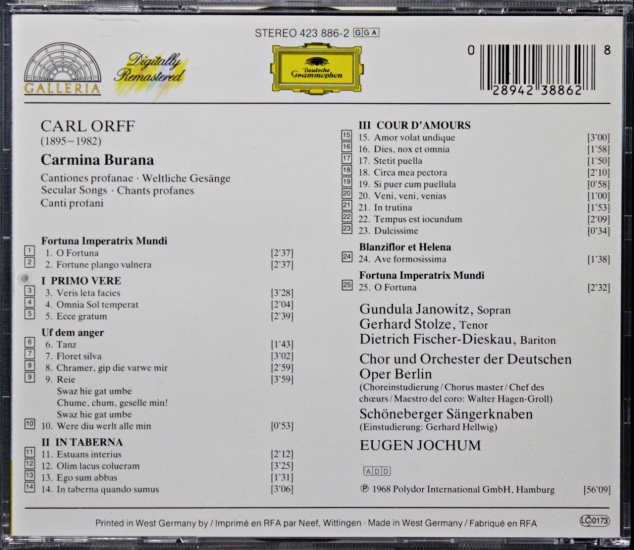 STEREO 423 886-2 GGA
GALLERIA
Digitally
Remastered
Deutsche
Grammophon
0
28942 38862
8
CARL ORFF
(1895–1982)
Carmina Burana
Cantiones profanae · Weltliche Gesänge
Secular Songs · Chants profanes
Canti profani
Fortuna Imperatrix Mundi
1 1. O Fortuna [2'37]
2 2. Fortune plango vulnera [2'37]
I PRIMO VERE
3 3. Veris leta facies [3'28]
4 4. Omnia Sol temperat [2'04]
5 5. Ecce gratum [2'39]
Uf dem anger
6 6. Tanz [1'43]
7 7. Floret silva [3'02]
8 8. Chramer, gip die varwe mir [2'59]
9 9. Reie [3'59]
Swaz hie gat umbe
Chume, chum, geselle min!
Swaz hie gat umbe
10 10. Were diu werlt alle min [0'53]
II IN TABERNA
11 11. Estuans interius [2'12]
12 12. Olim lacus colueram [3'25]
13 13. Ego sum abbas [1'31]
14 14. In taberna quando sumus [3'06]
III COUR D'AMOURS
15 15. Amor volat undique [3'00]
16 16. Dies, nox et omnia [1'58]
17 17. Stetit puella [1'50]
18 18. Circa mea pectora [2'10]
19 19. Si puer cum puellula [0'58]
20 20. Veni, veni, venias [1'00]
21 21. In trutina [1'53]
22 22. Tempus est iocundum [2'09]
23 23. Dulcissime [0'34]
Blanziflor et Helena
24 24. Ave formosissima [1'38]
Fortuna Imperatrix Mundi
25 25. O Fortuna [2'32]
Gundula Janowitz, Sopran
Gerhard Stolze, Tenor
Dietrich Fischer-Dieskau, Bariton
Chor und Orchester der Deutschen
Oper Berlin
(Choreinstudierung / Chorus master / Chef des
chœurs / Maestro del coro: Walter Hagen-Groll)
Schöneberger Sängerknaben
(Einstudierung: Gerhard Hellwig)
EUGEN JOCHUM
ADD
℗ 1968 Polydor International GmbH, Hamburg [56'09]
Printed in West Germany by / Imprimé en RFA par Neef, Wittingen · Made in West Germany / Fabriqué en RFA
LC 0173